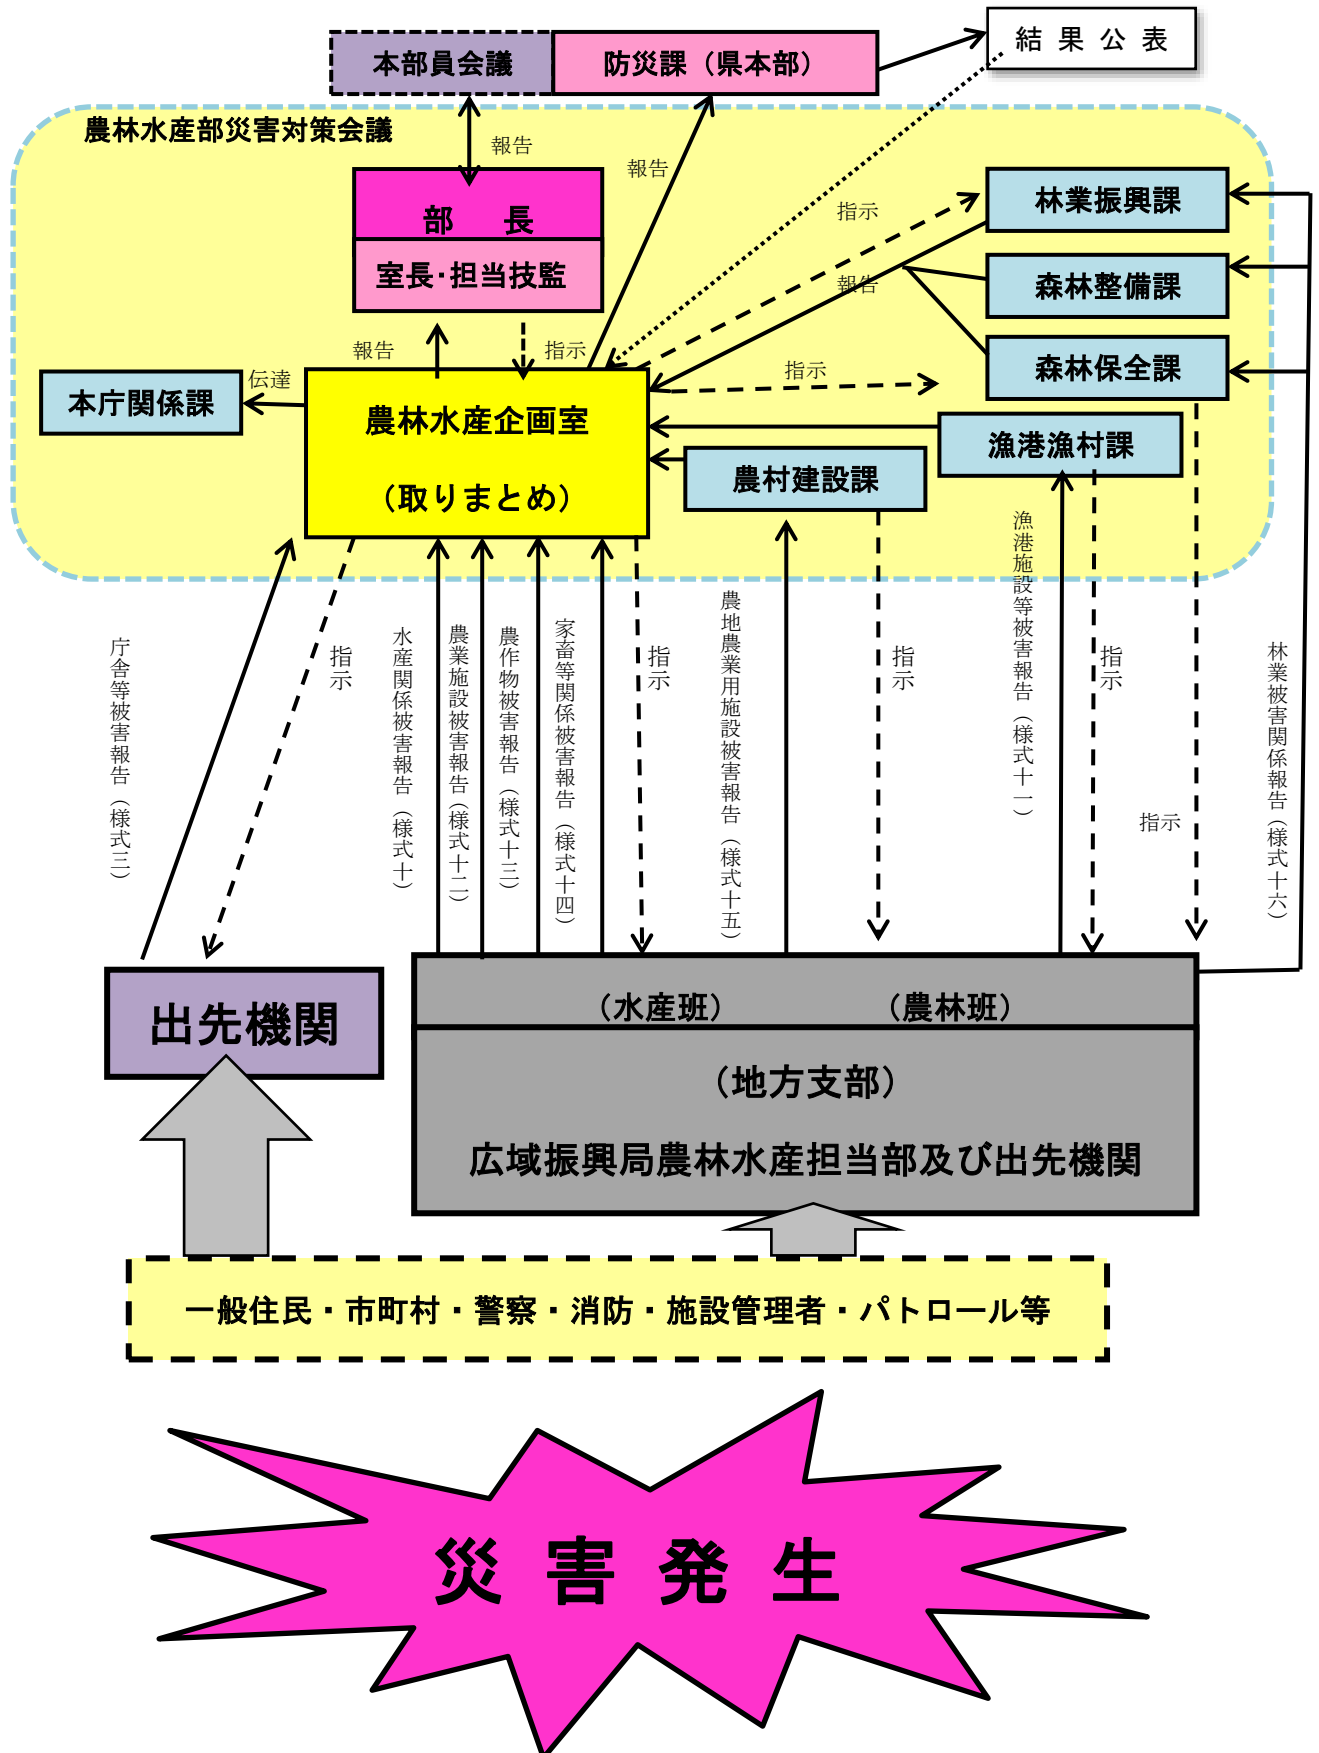 本部員会議
防災課（県本部）
結果公表
農林水産部災害対策会議
報告
報告
部　長
室長・担当技監
指示
林業振興課
報告
森林整備課
報告
指示
指示
森林保全課
伝達
本庁関係課
農林水産企画室
（取りまとめ）
漁港漁村課
農村建設課
庁舎等被害報告（様式三）
指示
水産関係被害報告（様式十）
農業施設被害報告（様式十二）
農作物被害報告（様式十三）
家畜等関係被害報告（様式十四）
指示
農地農業用施設被害報告（様式十五）
指示
漁港施設等被害報告（様式十一）
指示
指示
林業被害関係報告（様式十六）
出先機関
（水産班）
（農林班）
（地方支部）
広域振興局農林水産担当部及び出先機関
一般住民・市町村・警察・消防・施設管理者・パトロール等
災害発生